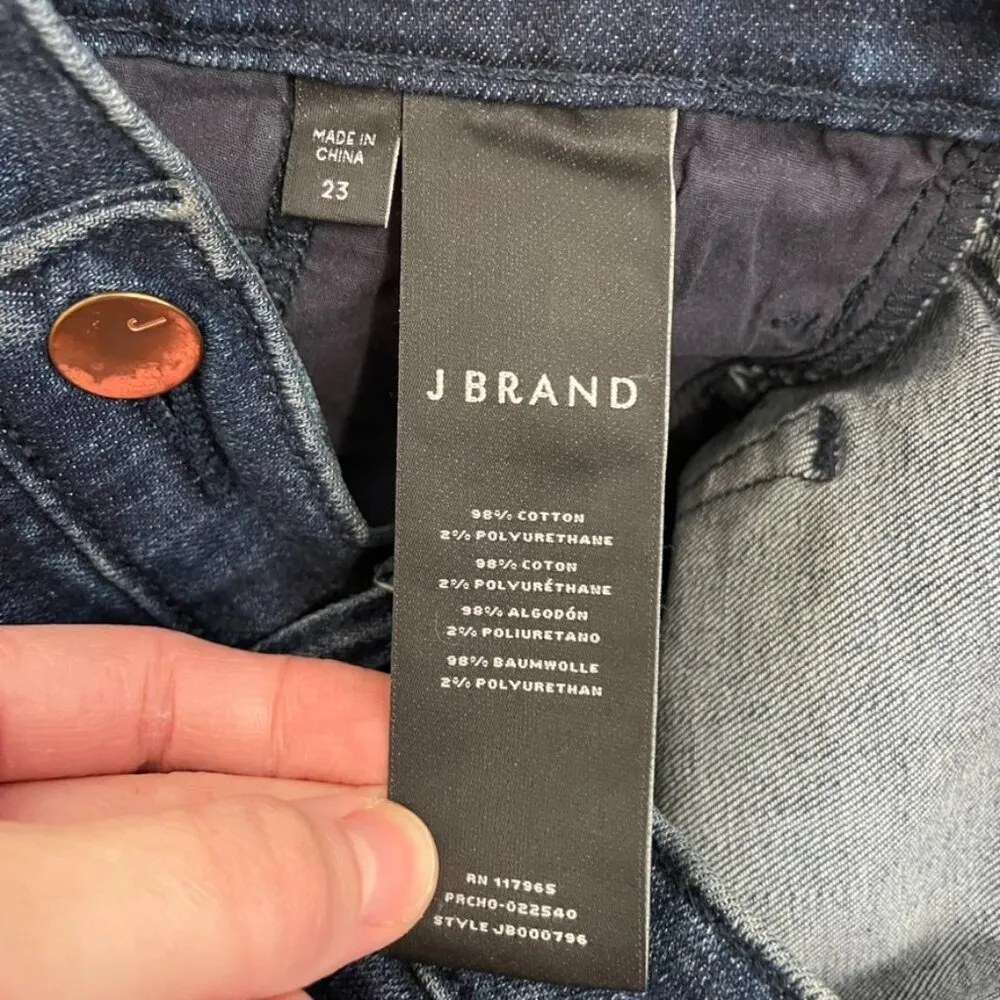 MADE IN
CHINA
23
J BRAND
98% COTTON
2% POLYURETHANE
98% COTON
2% POLYURÉTHANE
98% ALGODÓN
2% POLIURETANO
98% BAUMWOLLE
2% POLYURETHAN
RN 117965
PRCHO-022540
STYLE JB000796